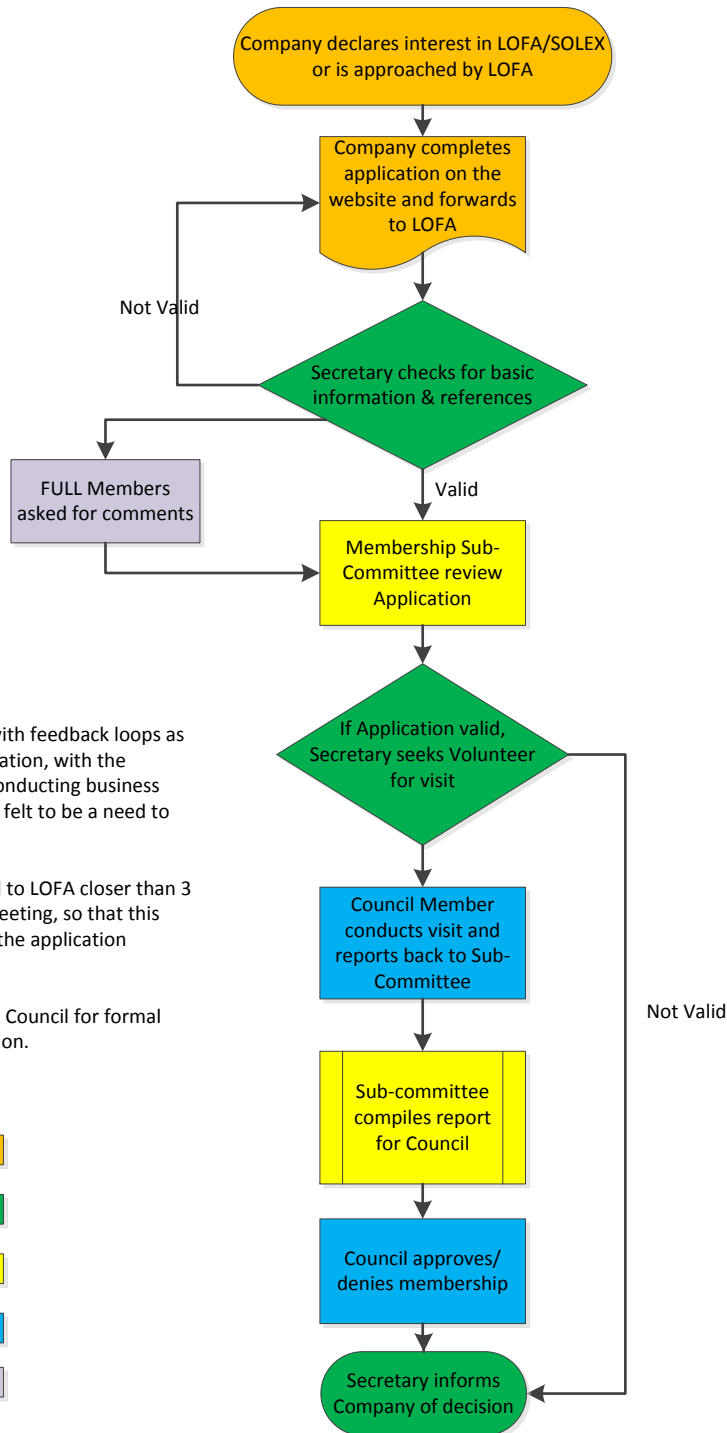 Company declares interest in LOFA/SOLEX
or is approached by LOFA
Company completes
application on the
website and forwards
to LOFA
Not Valid
Secretary checks for basic
information & references
FULL Members
asked for comments
Valid
Membership Sub-
Committee review
Application
If Application valid,
Secretary seeks Volunteer
for visit
with feedback loops as
ation, with the
onducting business
felt to be a need to
l to LOFA closer than 3
eeting, so that this
the application
Council for formal
on.
Council Member
conducts visit and
reports back to Sub-
Committee
Not Valid
Sub-committee
compiles report
for Council
Council approves/
denies membership
Secretary informs
Company of decision